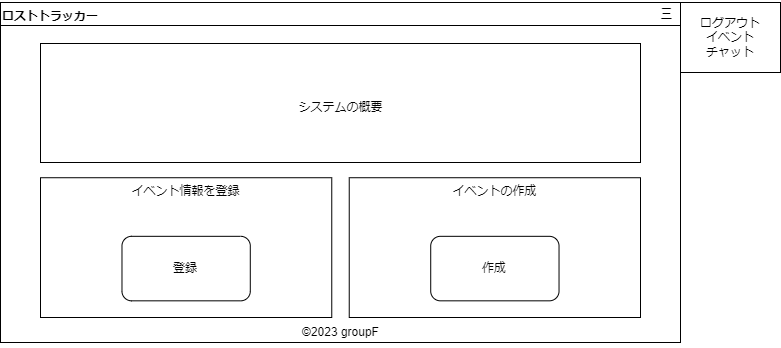 ロストトラッカー
三
ログアウト
イベント
チャット
システムの概要
イベント情報を登録
イベントの作成
登録
作成
©2023 groupF